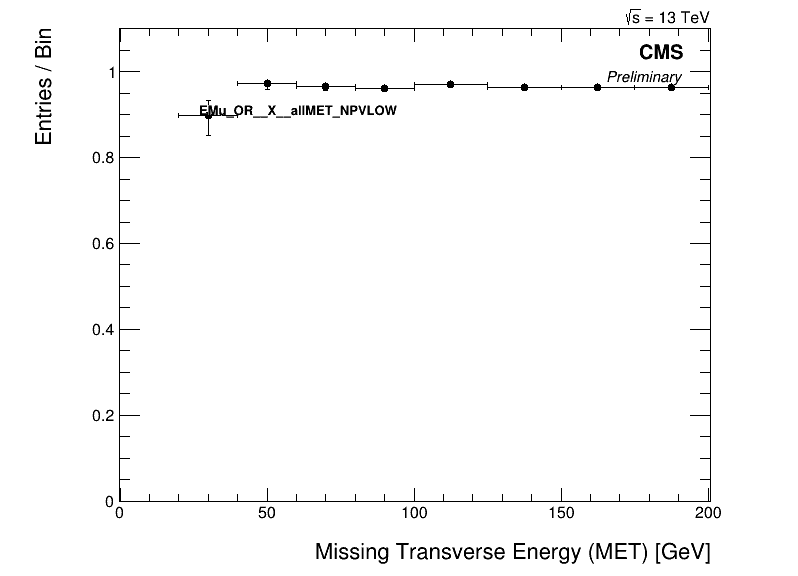 √s = 13 TeV
CMS
Preliminary
EMu_OR__X__allMET_NPVLOW
Entries / Bin
1
0.8
0.6
0.4
0.2
0
0 50 100 150 200
Missing Transverse Energy (MET) [GeV]